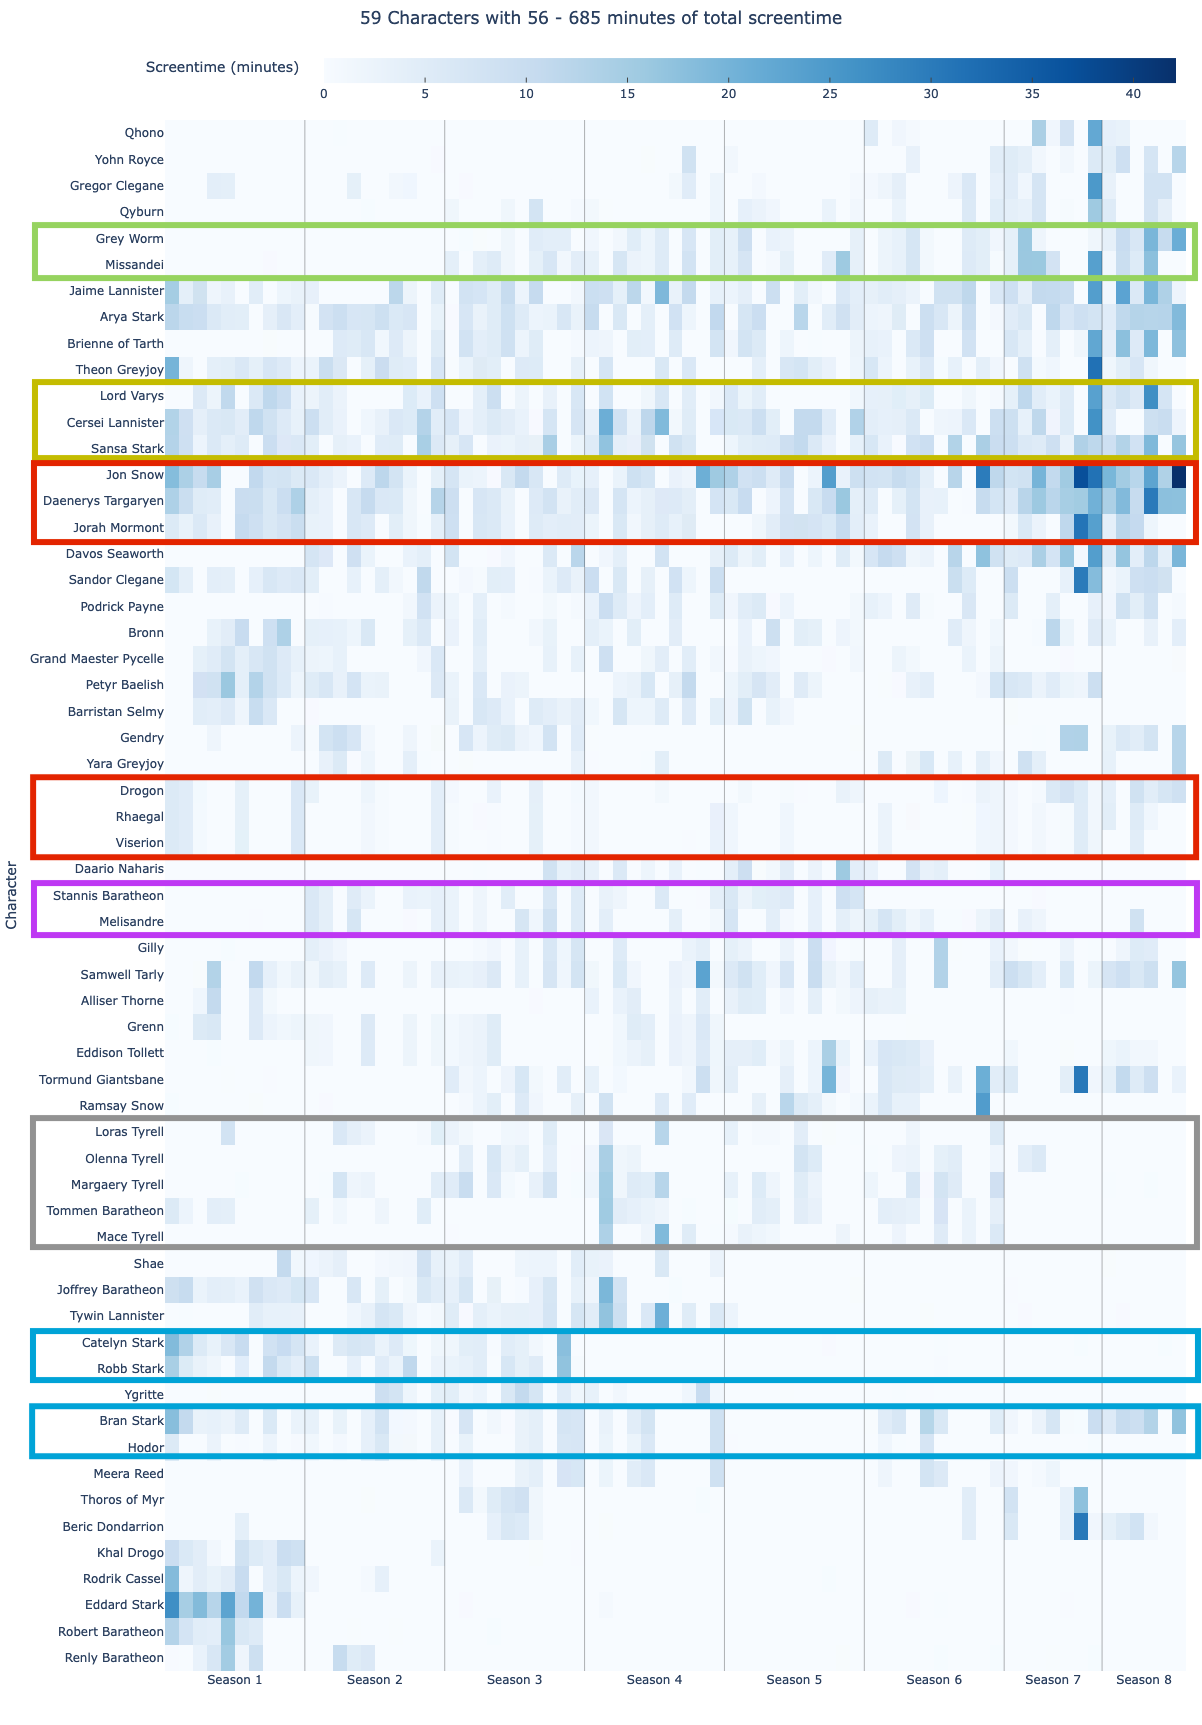 59 Characters with 56 - 685 minutes of total screentime
Screentime (minutes)
0 5 10 15 20 25 30 35 40
Character
Qhono
Yohn Royce
Gregor Clegane
Qyburn
Grey Worm
Missandei
Jaime Lannister
Arya Stark
Brienne of Tarth
Theon Greyjoy
Lord Varys
Cersei Lannister
Sansa Stark
Jon Snow
Daenerys Targaryen
Jorah Mormont
Davos Seaworth
Sandor Clegane
Podrick Payne
Bronn
Grand Maester Pycelle
Petyr Baelish
Barristan Selmy
Gendry
Yara Greyjoy
Drogon
Rhaegal
Viserion
Daario Naharis
Stannis Baratheon
Melisandre
Gilly
Samwell Tarly
Alliser Thorne
Grenn
Eddison Tollett
Tormund Giantsbane
Ramsay Snow
Loras Tyrell
Olenna Tyrell
Margaery Tyrell
Tommen Baratheon
Mace Tyrell
Shae
Joffrey Baratheon
Tywin Lannister
Catelyn Stark
Robb Stark
Ygritte
Bran Stark
Hodor
Meera Reed
Thoros of Myr
Beric Dondarrion
Khal Drogo
Rodrik Cassel
Eddard Stark
Robert Baratheon
Renly Baratheon
Season 1 Season 2 Season 3 Season 4 Season 5 Season 6 Season 7 Season 8